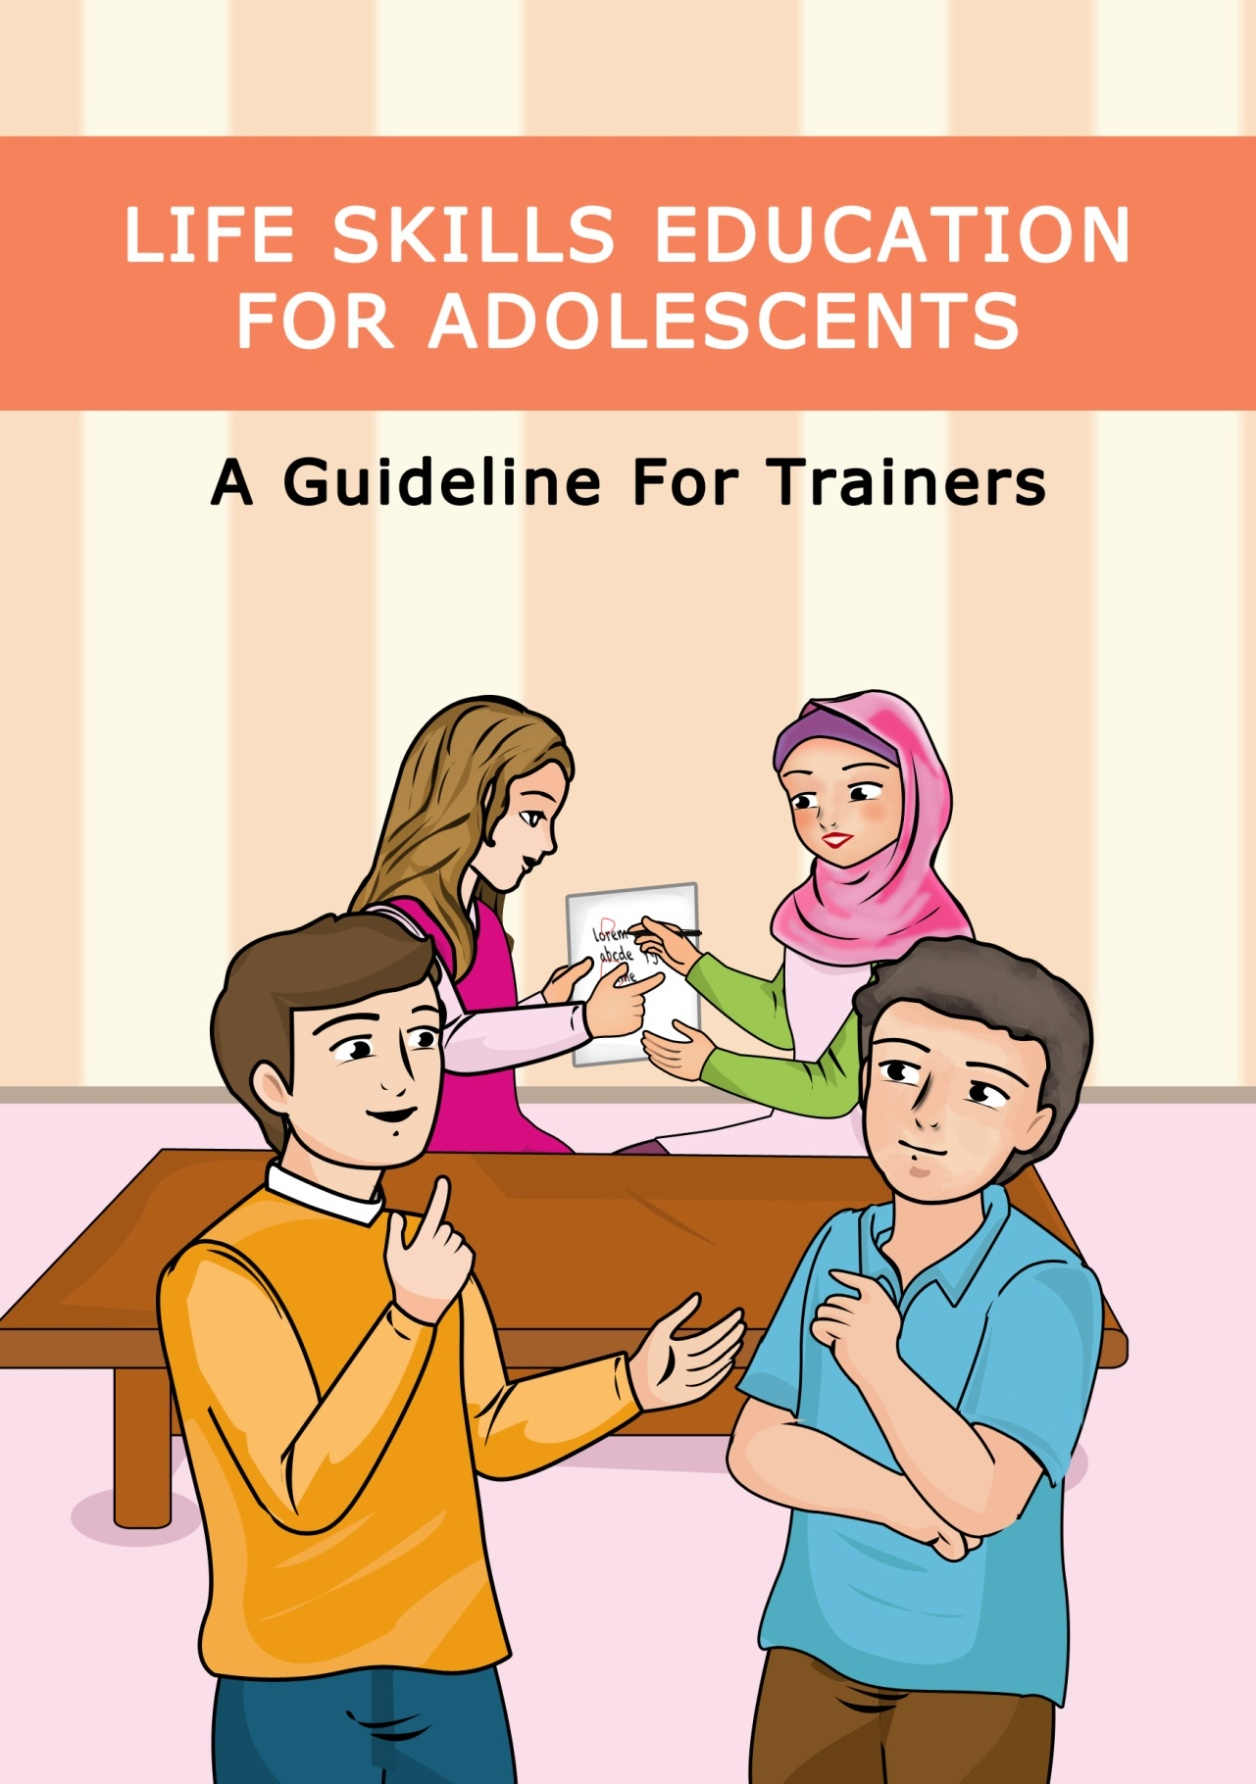 LIFE SKILLS EDUCATION
FOR ADOLESCENTS
A Guideline For Trainers
lorem
abcde